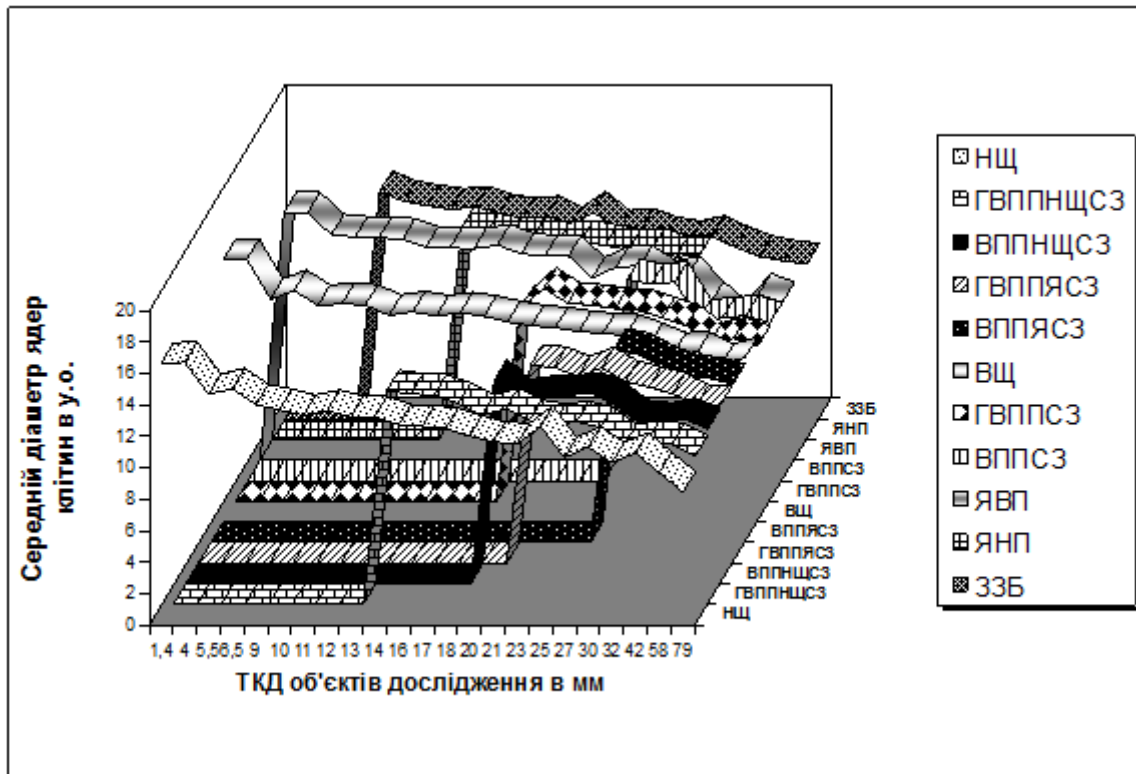 Середній діаметр ядер
клітин в у.о.
20
18
16
14
12
10
8
6
4
2
0
1,4 4 5,5 6,5 9 10 11 12 13 14 16 17 18 20 21 23 25 27 30 32 42 58 79
ТКД об'єктів дослідження в мм
ЗЗБ
ЯНП
ЯВП
ВППСЗ
ГВППСЗ
ВЩ
ВППЯСЗ
ГВППЯСЗ
ВППНЩСЗ
ГВППНЩСЗ
НЩ
НЩ
ГВППНЩСЗ
ВППНЩСЗ
ГВППЯСЗ
ВППЯСЗ
ВЩ
ГВППСЗ
ВППСЗ
ЯВП
ЯНП
ЗЗБ